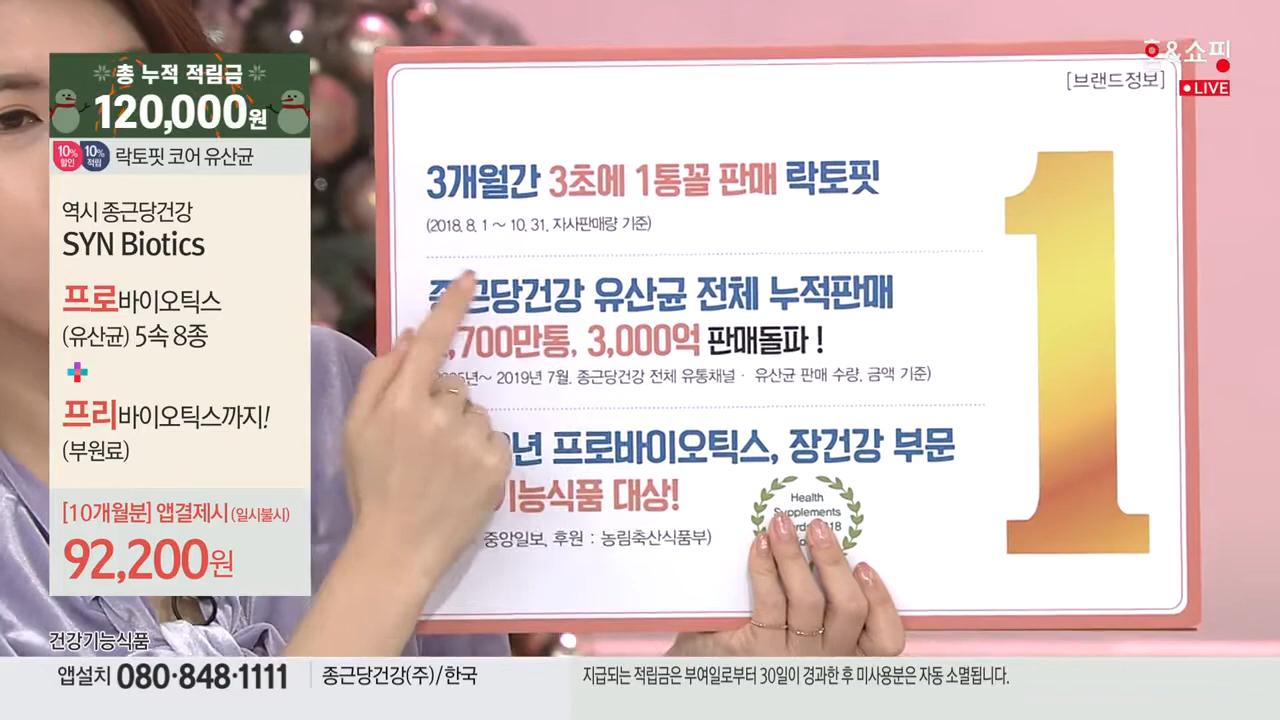 총 누적 적립금
120,000원
10% 할인 10% 적립 락토핏 코어 유산균
역시 종근당건강
SYN Biotics
프로바이오틱스
(유산균) 5속 8종
프리바이오틱스까지!
(부원료)
[10개월분] 앱결제시 (일시불시)
92,200원
건강기능식품
앱설치 080·848·1111 종근당건강(주)/한국
지급되는 적립금은 부여일로부터 30일이 경과한 후 미사용분은 자동 소멸됩니다.
홈&쇼핑
LIVE
[브랜드정보]
3개월간 3초에 1통꼴 판매 락토핏
(2018. 8. 1 ~ 10. 31. 자사판매량 기준)
종근당건강 유산균 전체 누적판매
,700만통, 3,000억 판매돌파 !
년~ 2019년 7월. 종근당건강 전체 유통채널 · 유산균 판매 수량, 금액 기준)
년 프로바이오틱스, 장건강 부문
기능식품 대상!
중앙일보, 후원 : 농림축산식품부)
Health
Supplements
1